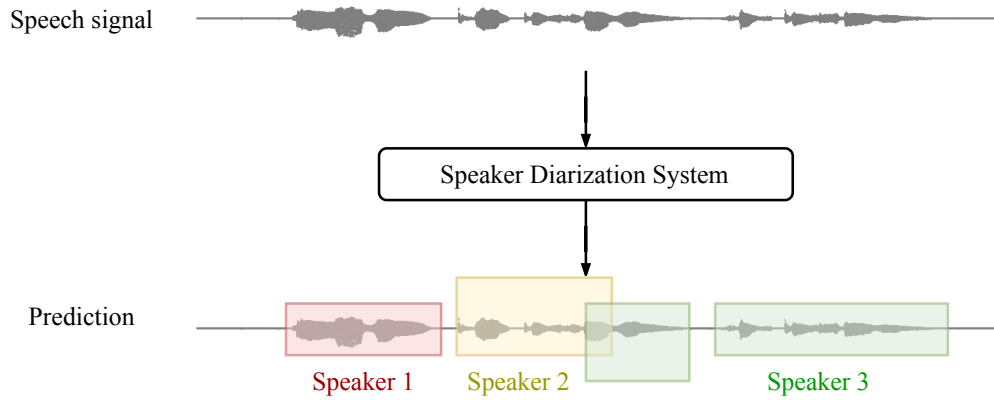 Speech signal
Speaker Diarization System
Prediction
Speaker 1
Speaker 2
Speaker 3